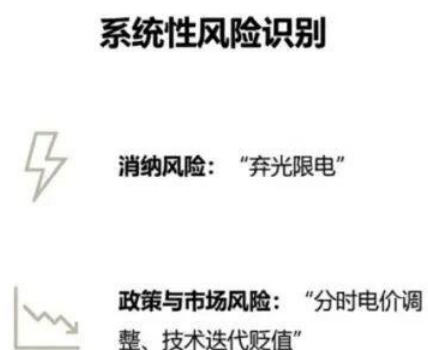 系统性风险识别
消纳风险：“弃光限电”
政策与市场风险：“分时电价调
整、技术迭代贬值”